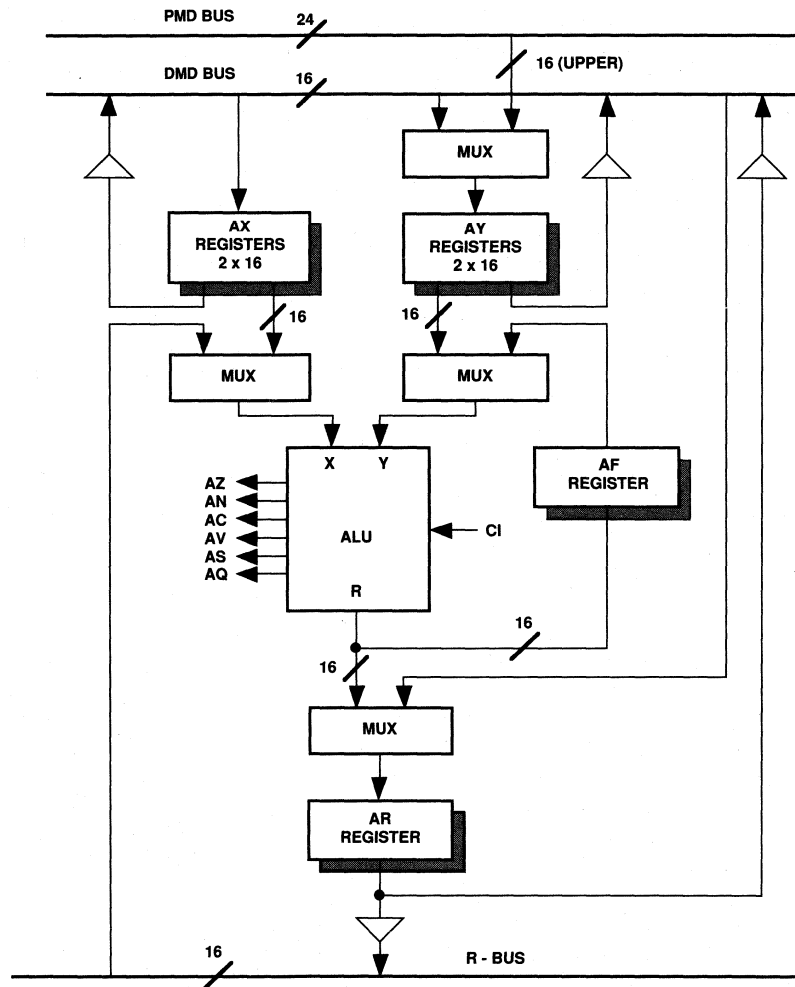 PMD BUS
24
16 (UPPER)
DMD BUS
16
MUX
AX
REGISTERS
2 x 16
AY
REGISTERS
2 x 16
16
16
MUX
MUX
X
Y
AF
REGISTER
AZ
AN
AC
AV
AS
AQ
ALU
CI
R
16
16
MUX
AR
REGISTER
16
R - BUS